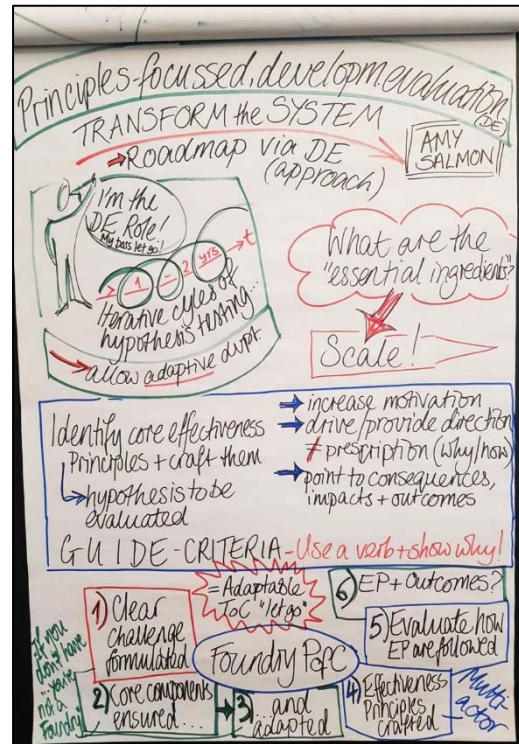 Principles-focussed, developm. evaluation
(DE)
TRANSFORM the SYSTEM
Roadmap via DE
(approach)
AMY
SALMON
I'm the
DE Role!
My boss let go!
1 = 2 yrs → t
Iterative cycles of
hypothesis testing...
allow adaptive dvpt.
What are the
"essential ingredients?
Scale!
Identify core effectiveness
Principles + craft them
hypothesis to be
evaluated
increase motivation
drive/provide direction
≠ prescription (why/how)
point to consequences,
impacts + outcomes
GUIDE - CRITERIA - Use a verb + show why!
= Adaptable
ToC "let go"
1) Clear
challenge
formulated
If you
don't have
... you're
not a
Foundry
2) Core components
ensured....
3) ...and
adapted
Foundry PofC
4) Effectiveness
Principles
crafted
Multi-
actor
5) Evaluate how
EP are followed
6) EP + Outcomes?